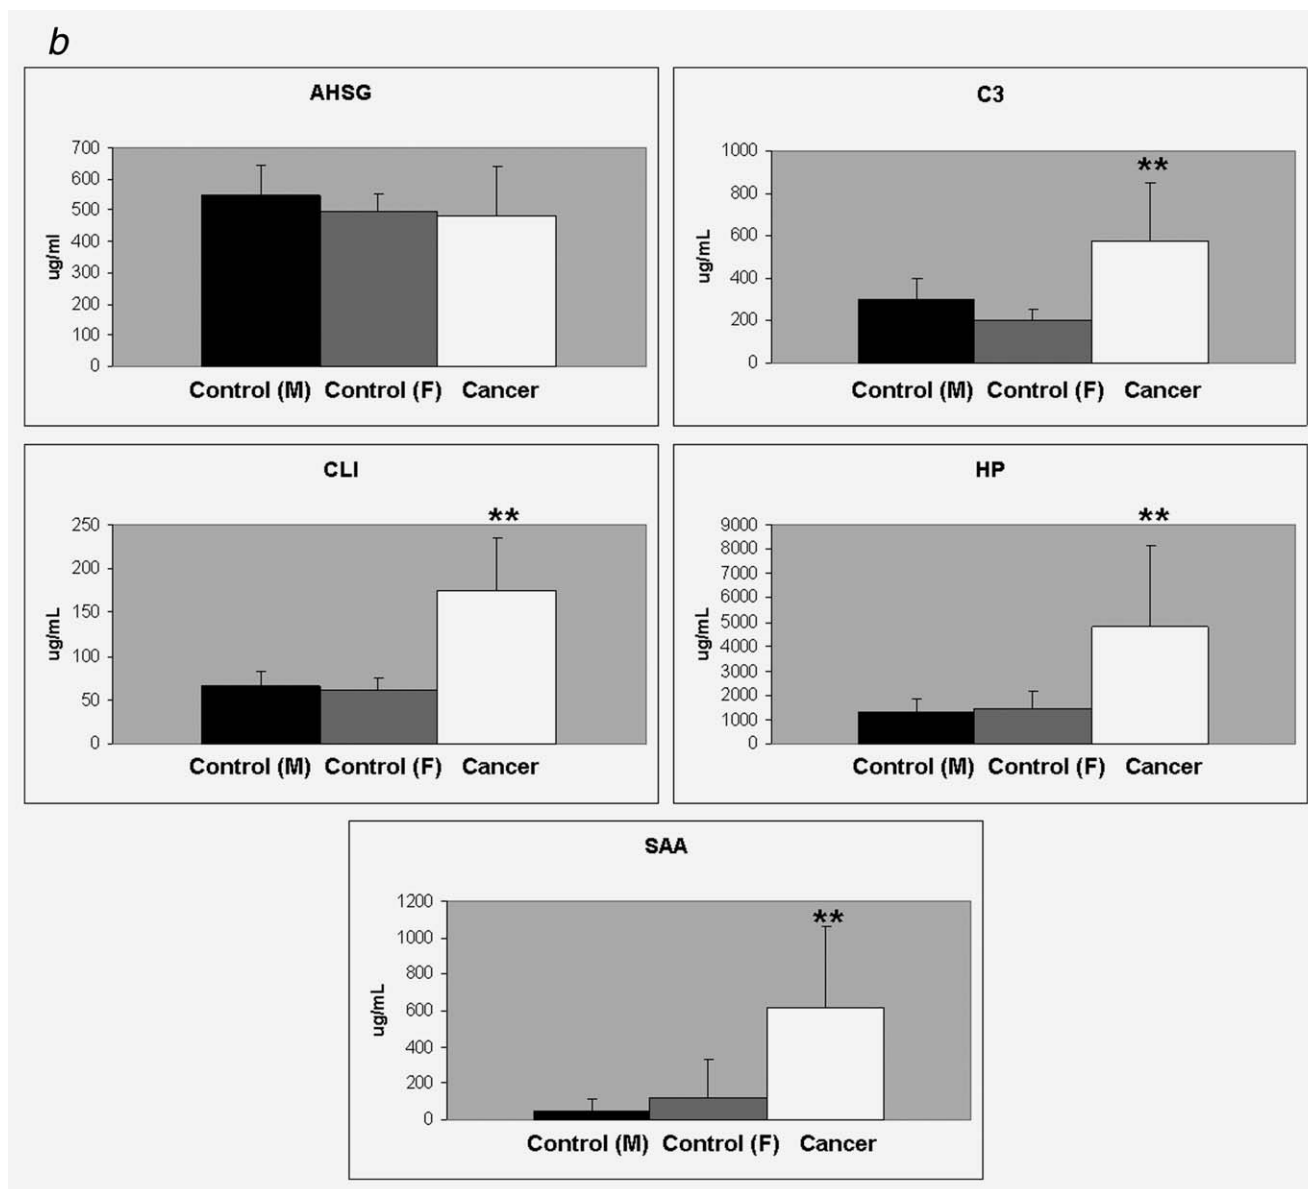 b
AHSG
700
600
500
400
300
200
100
0
ug/ml
Control (M) Control (F) Cancer
C3
1000
800
600
400
200
0
ug/mL
**
Control (M) Control (F) Cancer
CLI
250
200
150
100
50
0
ug/mL
**
Control (M) Control (F) Cancer
HP
9000
8000
7000
6000
5000
4000
3000
2000
1000
0
ug/mL
**
Control (M) Control (F) Cancer
SAA
1200
1000
800
600
400
200
0
ug/mL
**
Control (M) Control (F) Cancer